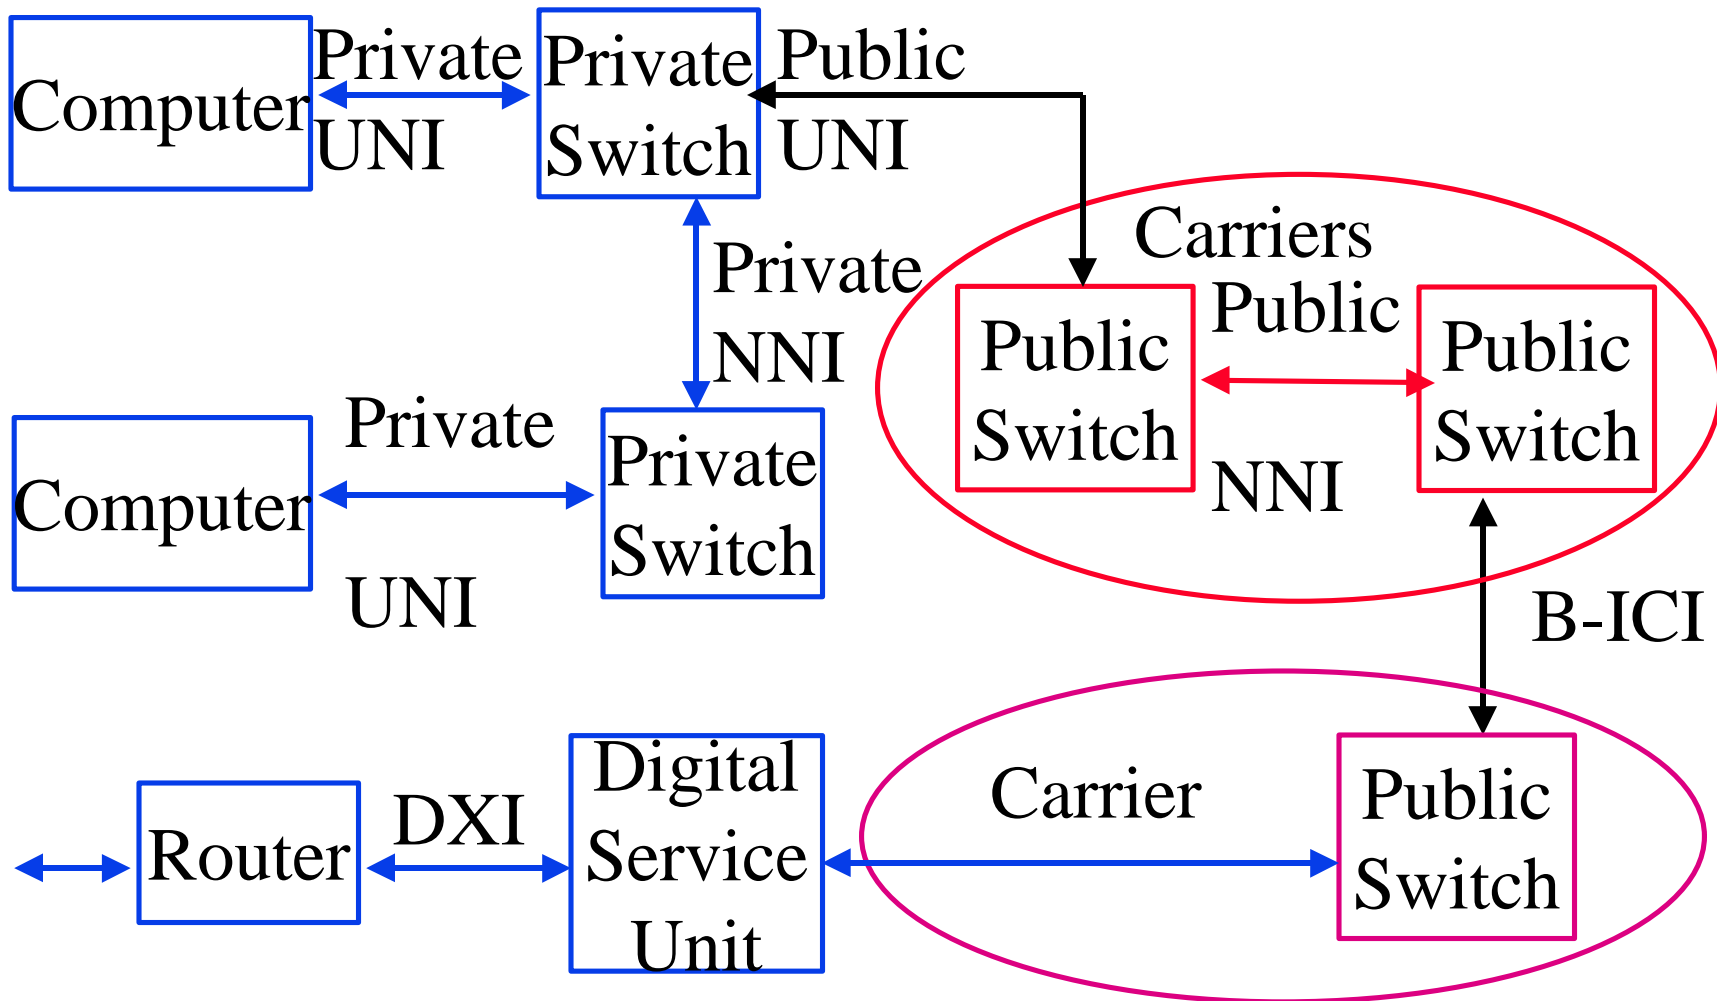 Computer
Private
UNI
Private
Switch
Public
UNI
Private
NNI
Carriers
Public
Switch
Public
NNI
Public
Switch
Computer
Private
UNI
Private
Switch
B-ICI
Router
DXI
Digital
Service
Unit
Carrier
Public
Switch